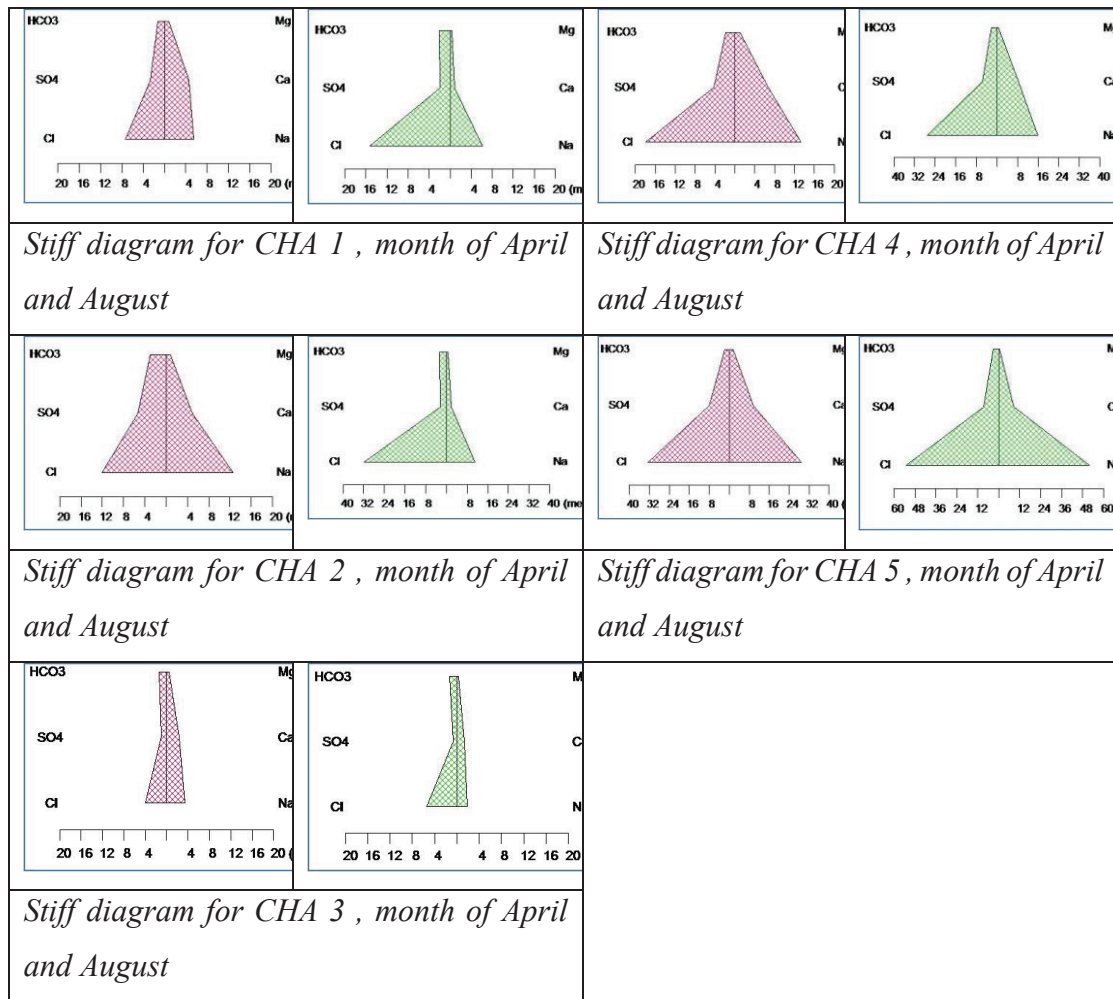 HCO3 Mg
SO4 Ca
Cl Na
20 16 12 8 4 4 8 12 16 20 (m
HCO3 Mg
SO4 Ca
Cl Na
20 16 12 8 4 4 8 12 16 20 (m
HCO3
SO4
Cl
20 16 12 8 4 4 8 12 16 20
HCO3 Mg
SO4 Ca
Cl Na
40 32 24 16 8 8 16 24 32 40
Stiff diagram for CHA 1 , month of April
and August
Stiff diagram for CHA 4 , month of April
and August
HCO3 Mg
SO4 Ca
Cl Na
20 16 12 8 4 4 8 12 16 20 (m
HCO3 Mg
SO4 Ca
Cl Na
40 32 24 16 8 8 16 24 32 40 (me
HCO3 Mg
SO4 Ca
Cl Na
40 32 24 16 8 8 16 24 32 40 (
HCO3
SO4
Cl
60 48 36 24 12 12 24 36 48 60
Stiff diagram for CHA 2 , month of April
and August
Stiff diagram for CHA 5 , month of April
and August
HCO3 Mg
SO4 Ca
Cl Na
20 16 12 8 4 4 8 12 16 20 (
HCO3
SO4
Cl
20 16 12 8 4 4 8 12 16 20
Stiff diagram for CHA 3 , month of April
and August